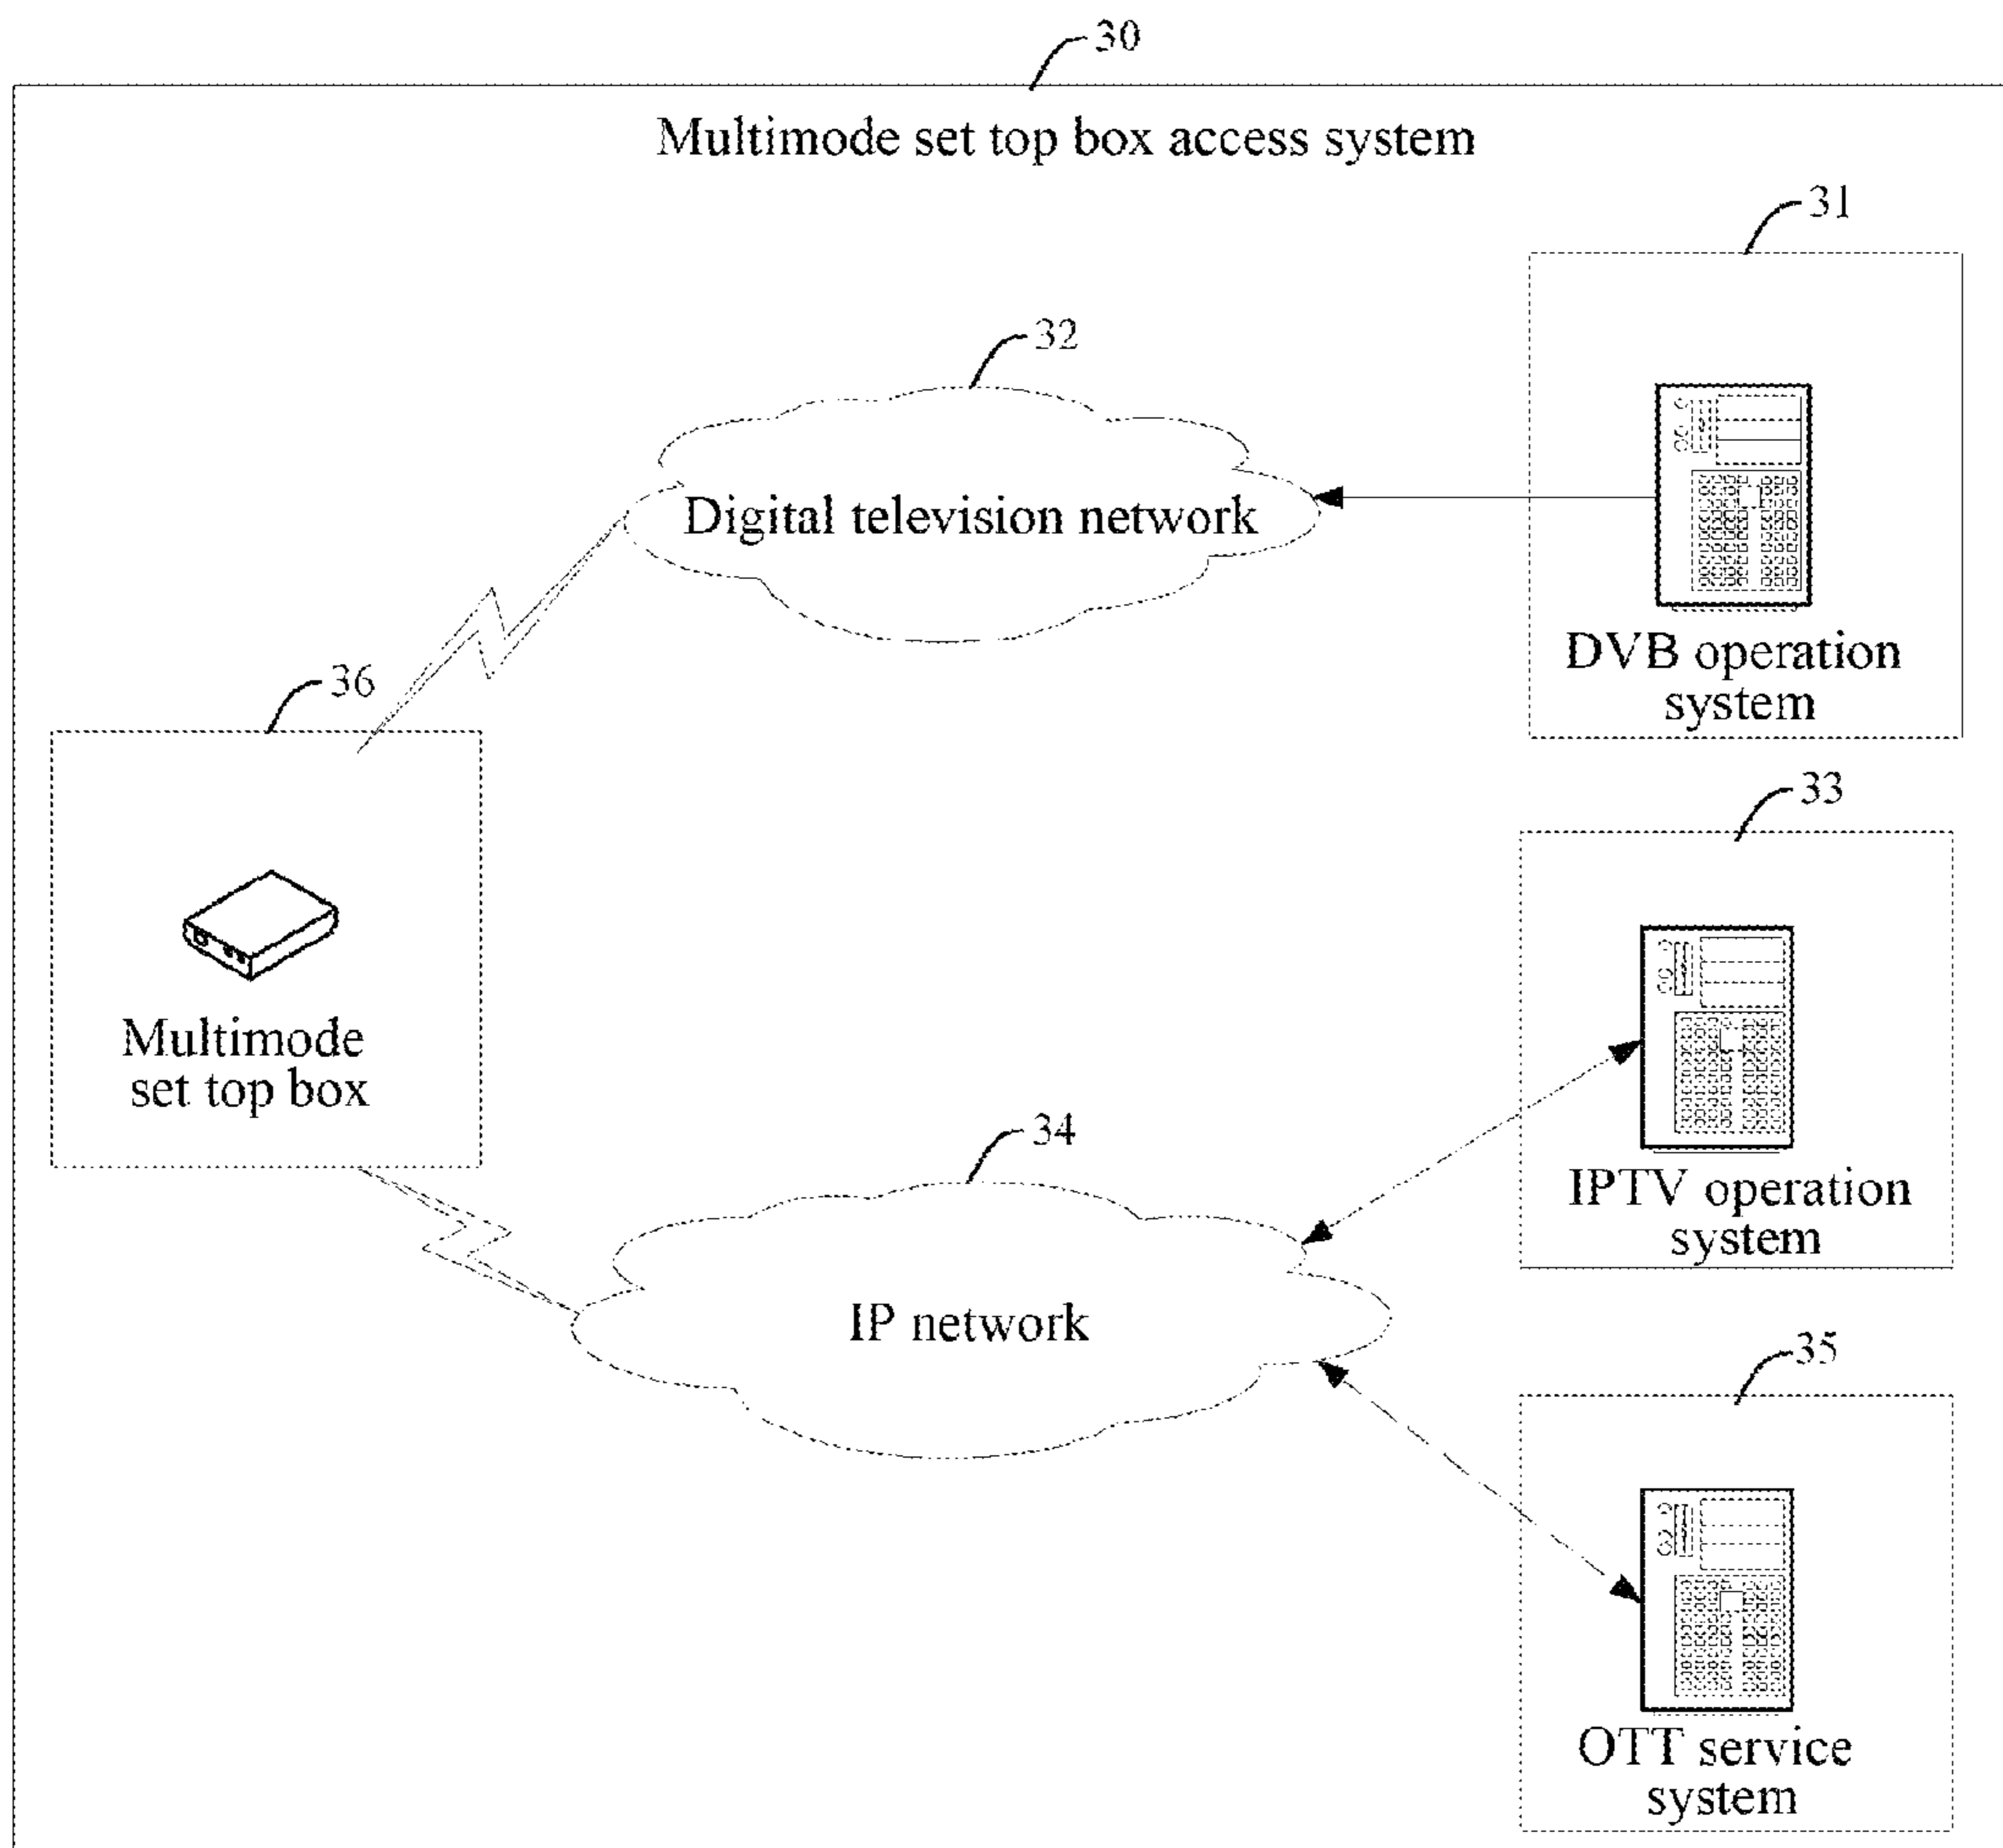 30
Multimode set top box access system
31
32
Digital television network
DVB operation
system
36
33
Multimode
set top box
34
IPTV operation
system
IP network
35
OTT service
system